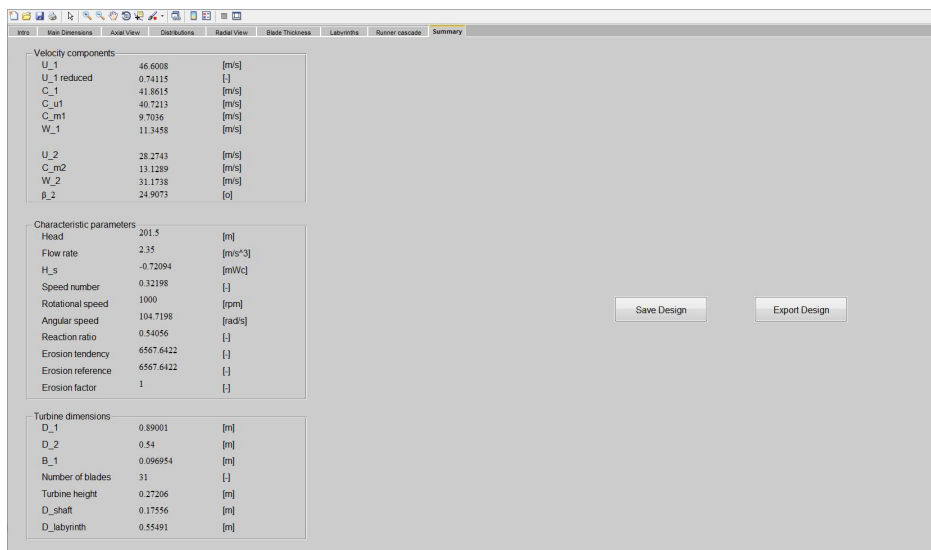 Intro Main Dimensions Axial View Distributions Radial View Blade Thickness Labyrinths Runner cascade Summary
Velocity components
U_1 46.6008 [m/s]
U_1 reduced 0.74115 [-]
C_1 41.8615 [m/s]
C_u1 40.7213 [m/s]
C_m1 9.7036 [m/s]
W_1 11.3458 [m/s]
U_2 28.2743 [m/s]
C_m2 13.1289 [m/s]
W_2 31.1738 [m/s]
β_2 24.9073 [o]
Characteristic parameters
Head 201.5 [m]
Flow rate 2.35 [m/s^3]
H_s -0.72094 [mWc]
Speed number 0.32198 [-]
Rotational speed 1000 [rpm]
Angular speed 104.7198 [rad/s]
Reaction ratio 0.54056 [-]
Erosion tendency 6567.6422 [-]
Erosion reference 6567.6422 [-]
Erosion factor 1 [-]
Save Design Export Design
Turbine dimensions
D_1 0.89001 [m]
D_2 0.54 [m]
B_1 0.096954 [m]
Number of blades 31 [-]
Turbine height 0.27206 [m]
D_shaft 0.17556 [m]
D_labyrinth 0.55491 [m]